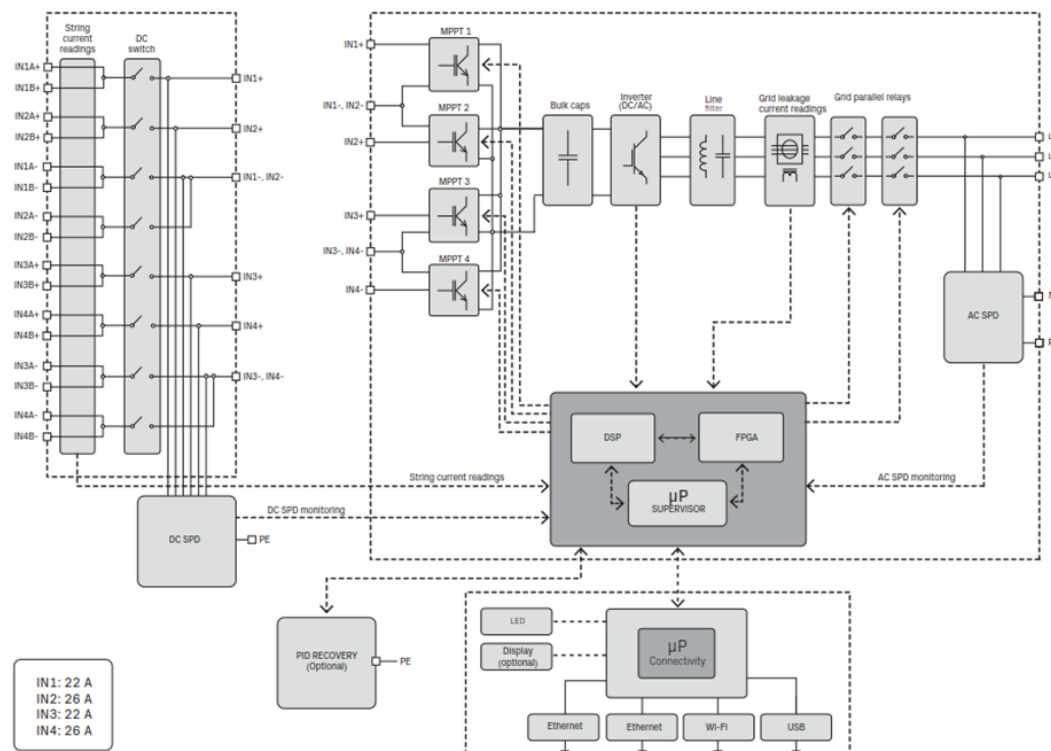 String
current
readings
DC
switch
IN1A+
IN1B+
IN2A+
IN2B+
IN1A-
IN1B-
IN2A-
IN2B-
IN3A+
IN3B+
IN4A+
IN4B+
IN3A-
IN3B-
IN4A-
IN4B-
IN1+
IN2+
IN1-, IN2-
IN3+
IN4+
IN3-, IN4-
DC SPD
PE
IN1+
IN1-, IN2-
IN2+
IN3+
IN3-, IN4-
IN4-
MPPT 1
MPPT 2
MPPT 3
MPPT 4
Bulk caps
Inverter
(DC/AC)
Line
filter
Grid leakage
current readings
Grid parallel relays
AC SPD
String current readings
DC SPD monitoring
AC SPD monitoring
DSP
FPGA
µP
SUPERVISOR
PID RECOVERY
(Optional)
PE
LED
Display
(optional)
µP
Connectivity
Ethernet
Ethernet
Wi-Fi
USB
IN1: 22 A
IN2: 26 A
IN3: 22 A
IN4: 26 A